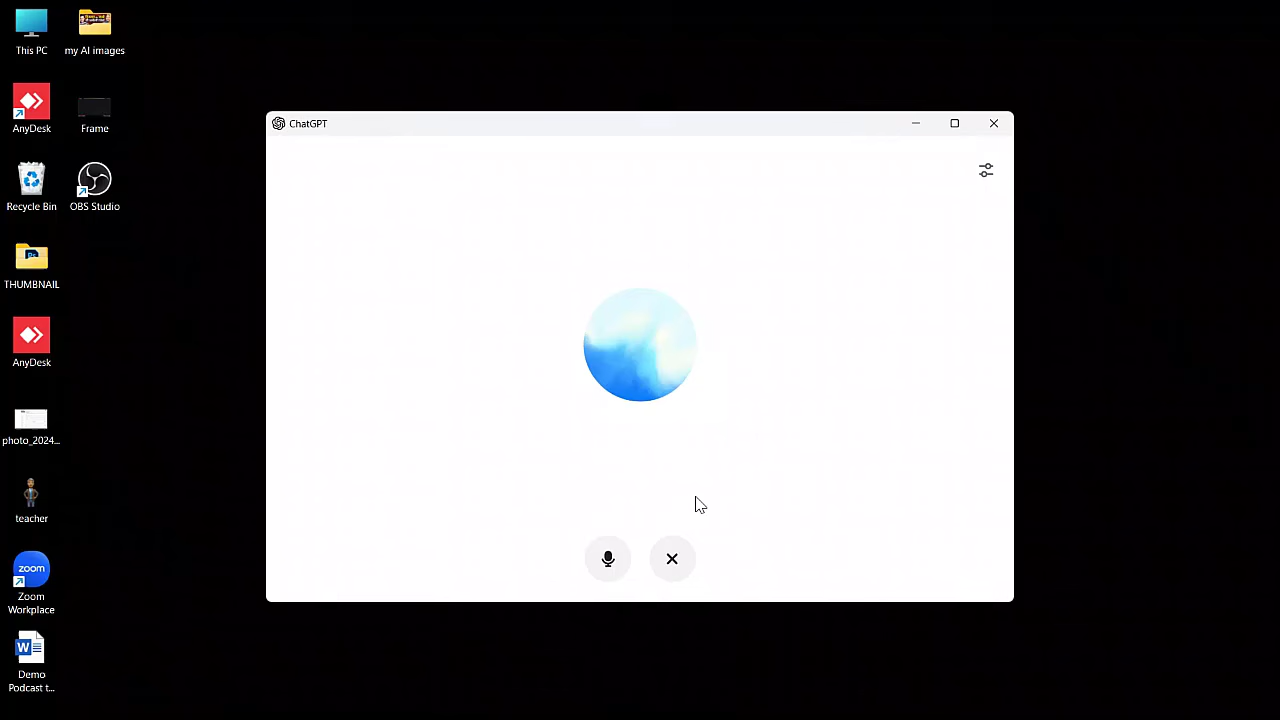 This PC
my AI images
AnyDesk
Frame
Recycle Bin
OBS Studio
THUMBNAIL
AnyDesk
photo_2024...
teacher
zoom
Zoom
Workplace
W
Demo
Podcast t...
ChatGPT